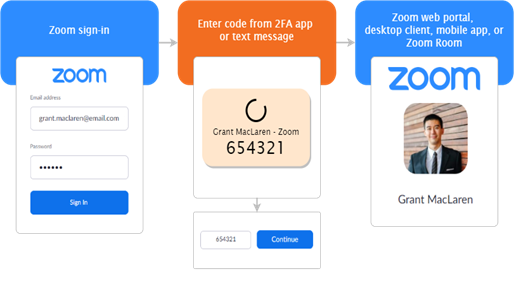 Zoom sign-in
zoom
Email address
grant.maclaren@email.com
Password
••••••
Sign In
Enter code from 2FA app
or text message
Grant MacLaren - Zoom
654321
654321
Continue
Zoom web portal,
desktop client, mobile app, or
Zoom Room
zoom
Grant MacLaren